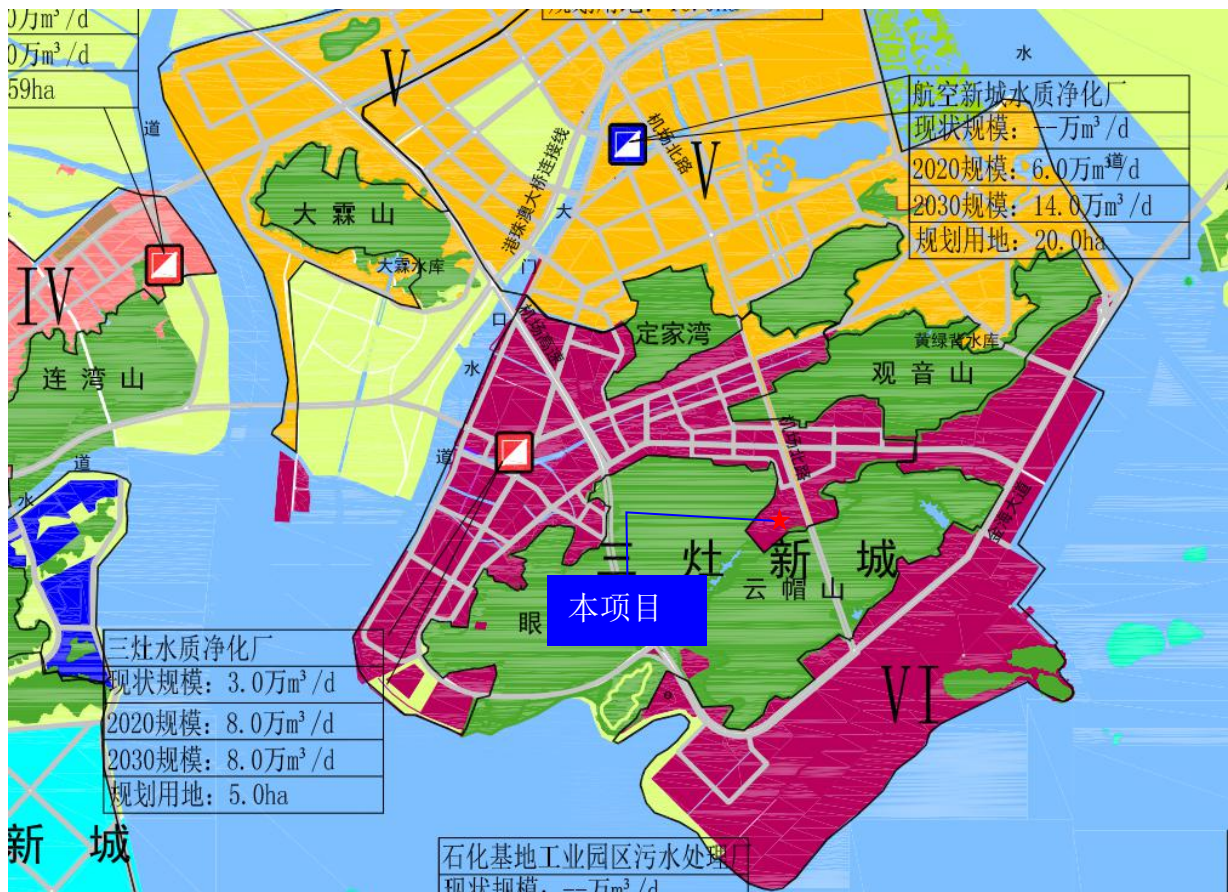 0万m³/d
0万m³/d
59ha
水
航空新城水质净化厂
现状规模：--万m³/d
2020规模：6.0万m³/d
道
2030规模：14.0万m³/d
规划用地：20.0ha
V
道
机场北路
V
港珠澳大桥连接线
大
门
口
水
道
大霖山
大霖水库
IV
连湾山
定家湾
黄绿背水库
观音山
机场北路
道
水
金海大道
三灶新城
云帽山
本项目
眼
VI
三灶水质净化厂
现状规模：3.0万m³/d
2020规模：8.0万m³/d
2030规模：8.0万m³/d
规划用地：5.0ha
新城
石化基地工业园区污水处理厂
现状规模：--万m³/d